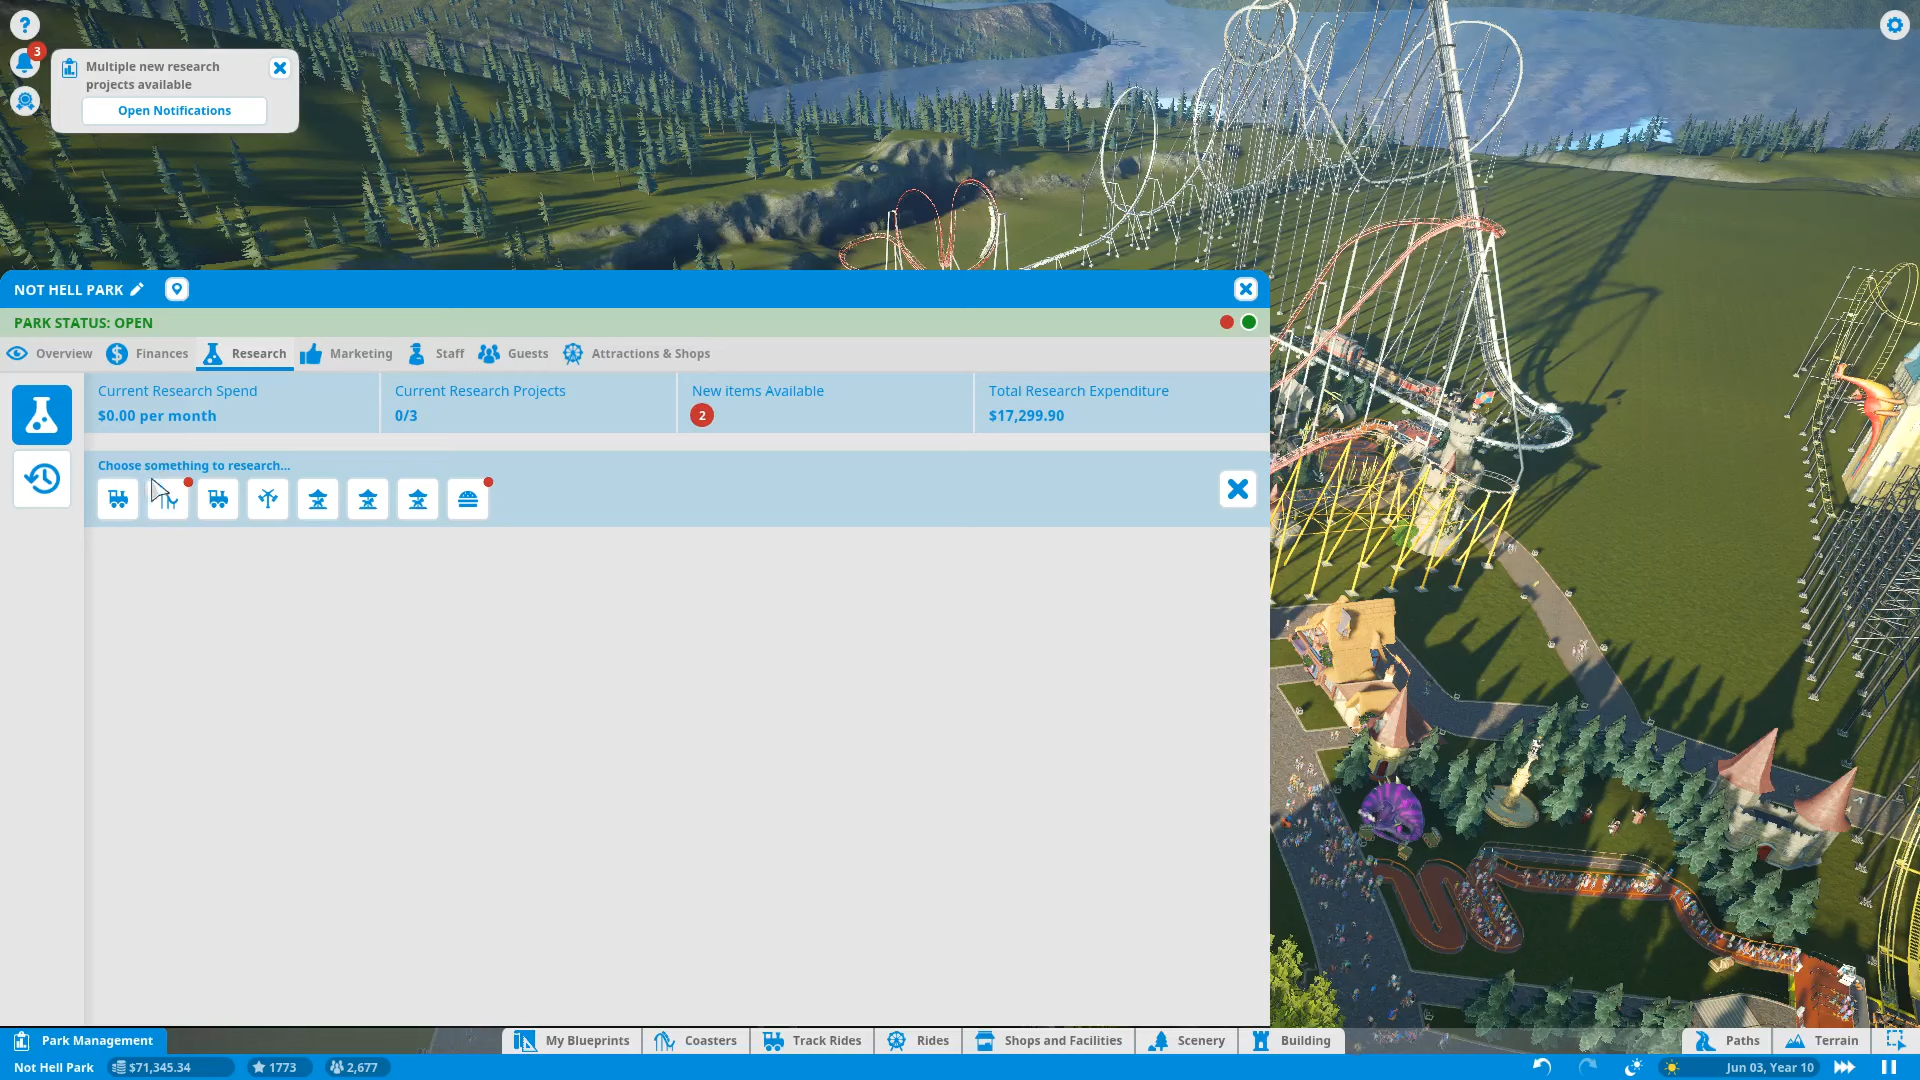 ?
3
Multiple new research
projects available
Open Notifications
NOT HELL PARK
PARK STATUS: OPEN
Overview
$ Finances
Research
Marketing
Staff
Guests
Attractions & Shops
Current Research Spend
$0.00 per month
Current Research Projects
0/3
New items Available
2
Total Research Expenditure
$17,299.90
Choose something to research...
Park Management
My Blueprints
Coasters
Track Rides
Rides
Shops and Facilities
Scenery
Building
Paths
Terrain
Not Hell Park
$71,345.34
1773
2,677
Jun 03, Year 10